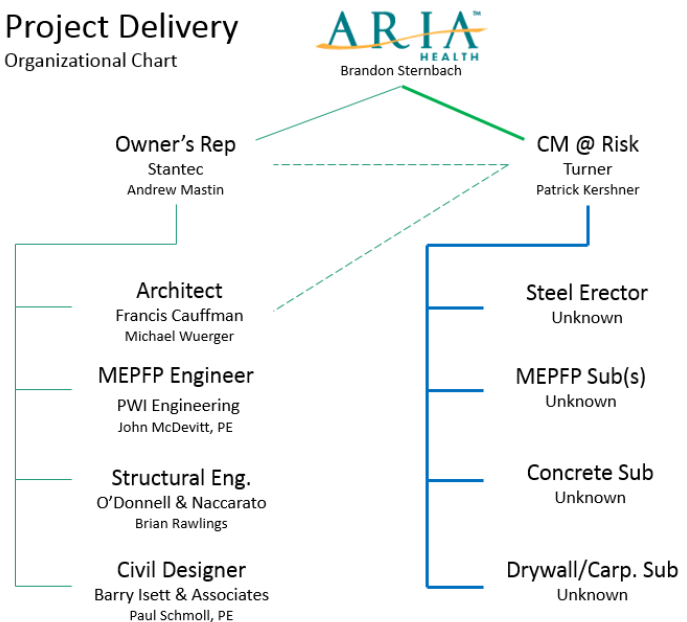 Project Delivery
Organizational Chart
ARIA™
HEALTH
Brandon Sternbach
Owner's Rep
Stantec
Andrew Mastin
CM @ Risk
Turner
Patrick Kershner
Architect
Francis Cauffman
Michael Wuerger
MEPFP Engineer
PWI Engineering
John McDevitt, PE
Structural Eng.
O'Donnell & Naccarato
Brian Rawlings
Civil Designer
Barry Isett & Associates
Paul Schmoll, PE
Steel Erector
Unknown
MEPFP Sub(s)
Unknown
Concrete Sub
Unknown
Drywall/Carp. Sub
Unknown